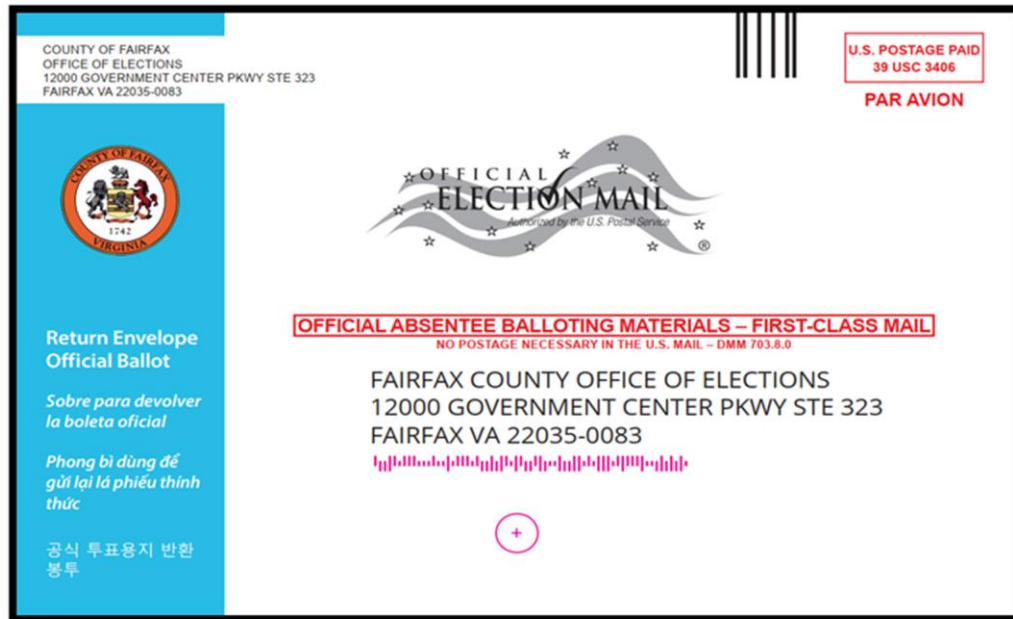 COUNTY OF FAIRFAX
OFFICE OF ELECTIONS
12000 GOVERNMENT CENTER PKWY STE 323
FAIRFAX VA 22035-0083
U.S. POSTAGE PAID
39 USC 3406
PAR AVION
COUNTY OF FAIRFAX
1742
VIRGINIA
OFFICIAL
ELECTION MAIL
Authorized by the U.S. Postal Service
®
OFFICIAL ABSENTEE BALLOTING MATERIALS – FIRST-CLASS MAIL
NO POSTAGE NECESSARY IN THE U.S. MAIL – DMM 703.8.0
FAIRFAX COUNTY OFFICE OF ELECTIONS
12000 GOVERNMENT CENTER PKWY STE 323
FAIRFAX VA 22035-0083
Return Envelope
Official Ballot
Sobre para devolver
la boleta oficial
Phong bì dùng để
gửi lại lá phiếu thính
thức
공식 투표용지 반환
봉투